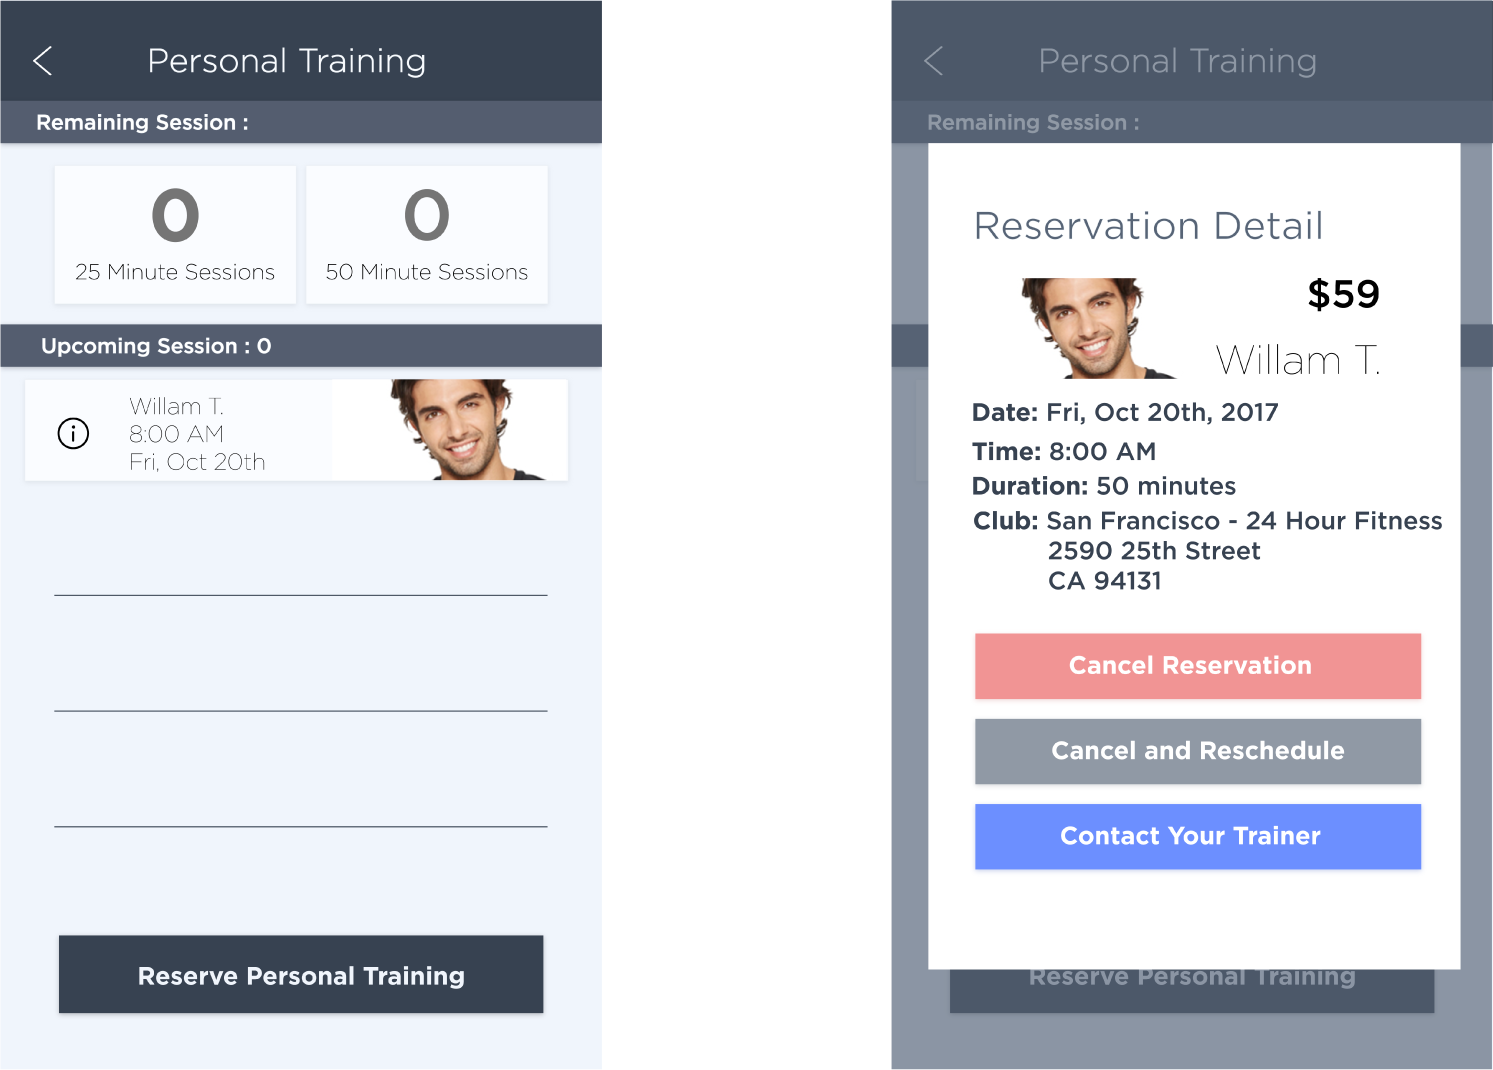 Personal Training
Remaining Session :
0
25 Minute Sessions
0
50 Minute Sessions
Upcoming Session : 0
Willam T.
8:00 AM
Fri, Oct 20th
Reserve Personal Training
Personal Training
Remaining Session :
Reservation Detail
$59
Willam T.
Date: Fri, Oct 20th, 2017
Time: 8:00 AM
Duration: 50 minutes
Club: San Francisco - 24 Hour Fitness
2590 25th Street
CA 94131
Cancel Reservation
Cancel and Reschedule
Contact Your Trainer
Reserve Personal Training